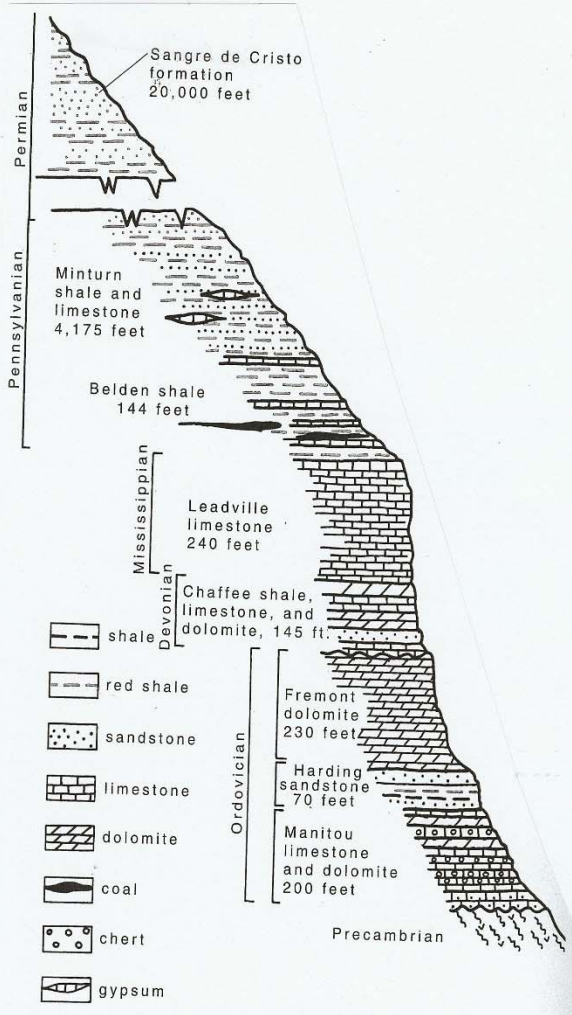 Sangre de Cristo
formation
20,000 feet
Permian
Minturn
shale and
limestone
4,175 feet
Pennsylvanian
Belden shale
144 feet
Mississippian
Leadville
limestone
240 feet
Devonian
Chaffee shale,
limestone, and
dolomite, 145 ft.
Ordovician
Fremont
dolomite
230 feet
Harding
sandstone
70 feet
Manitou
limestone
and dolomite
200 feet
Precambrian
shale
red shale
sandstone
limestone
dolomite
coal
chert
gypsum